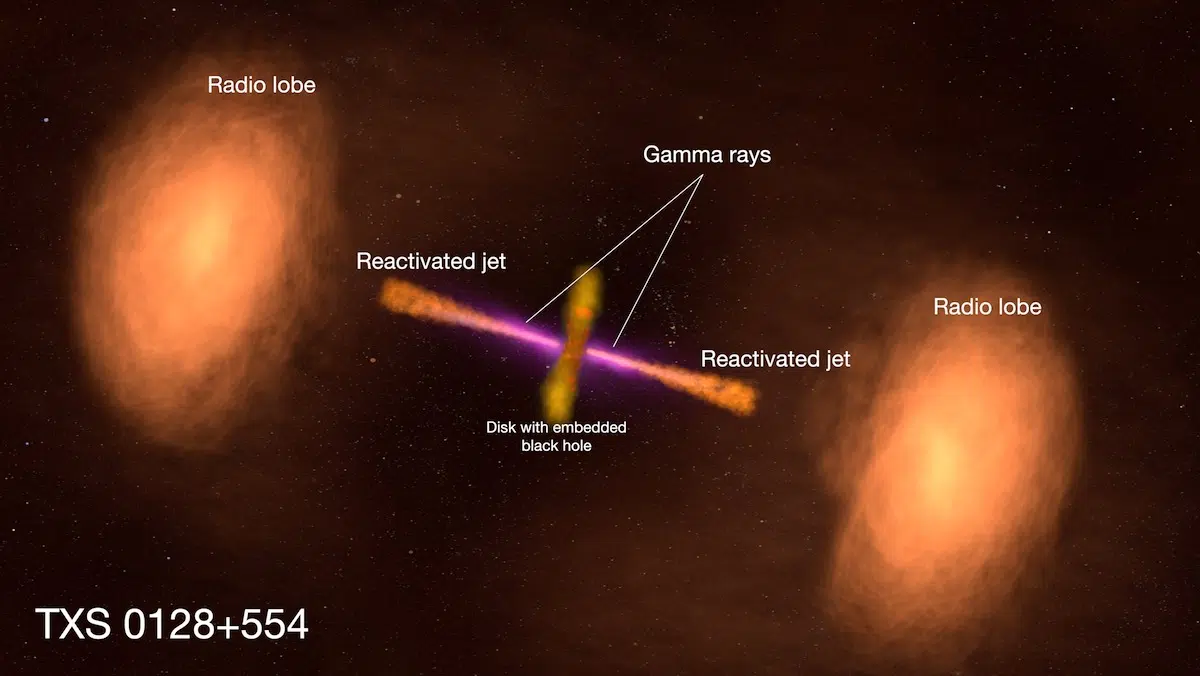 Radio lobe
Gamma rays
Reactivated jet
Radio lobe
Reactivated jet
Disk with embedded
black hole
TXS 0128+554